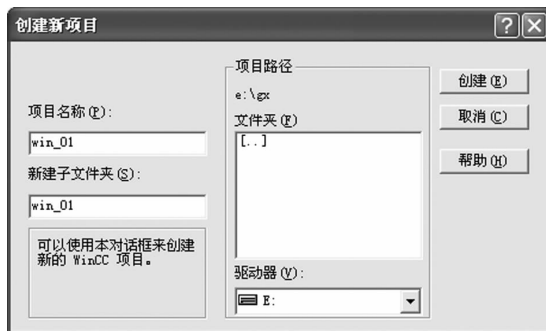 创建新项目
项目名称(P):
win_01
新建子文件夹(S):
win_01
可以使用本对话框来创建
新的 WinCC 项目。
项目路径
e:\gx
文件夹(F)
[..]
驱动器(V):
E:
创建(E)
取消(C)
帮助(H)